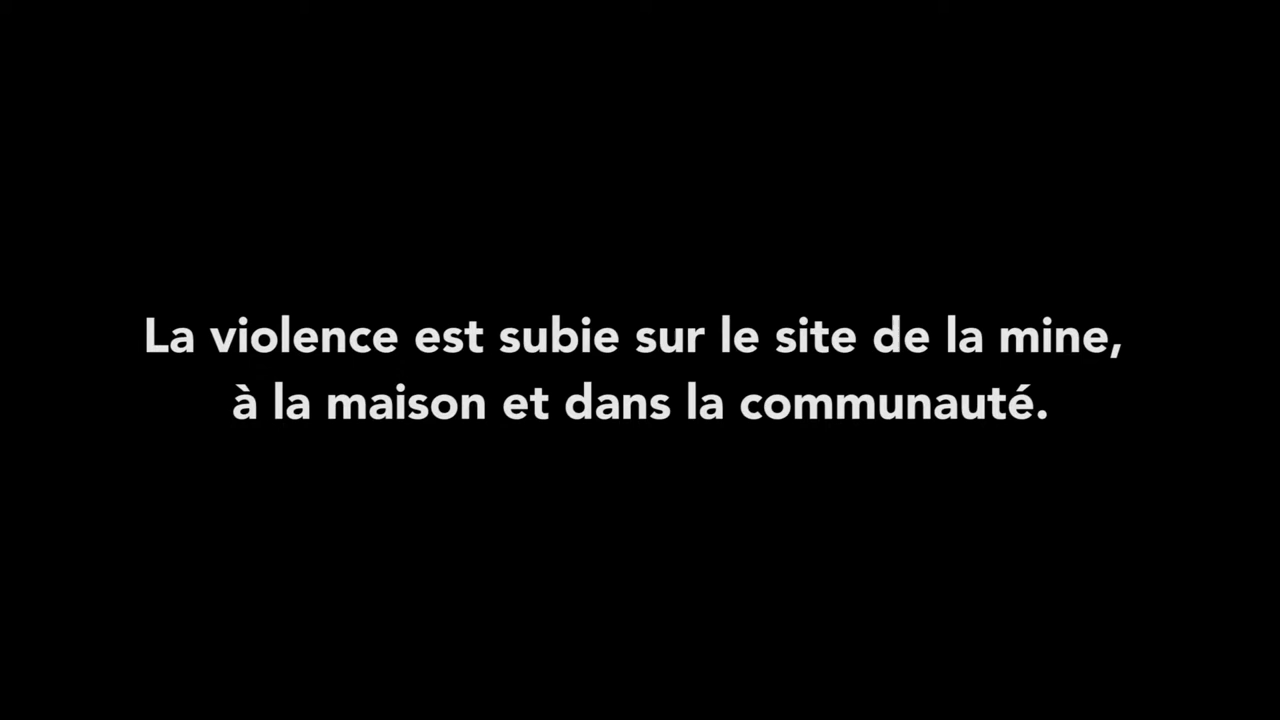 La violence est subie sur le site de la mine,
à la maison et dans la communauté.